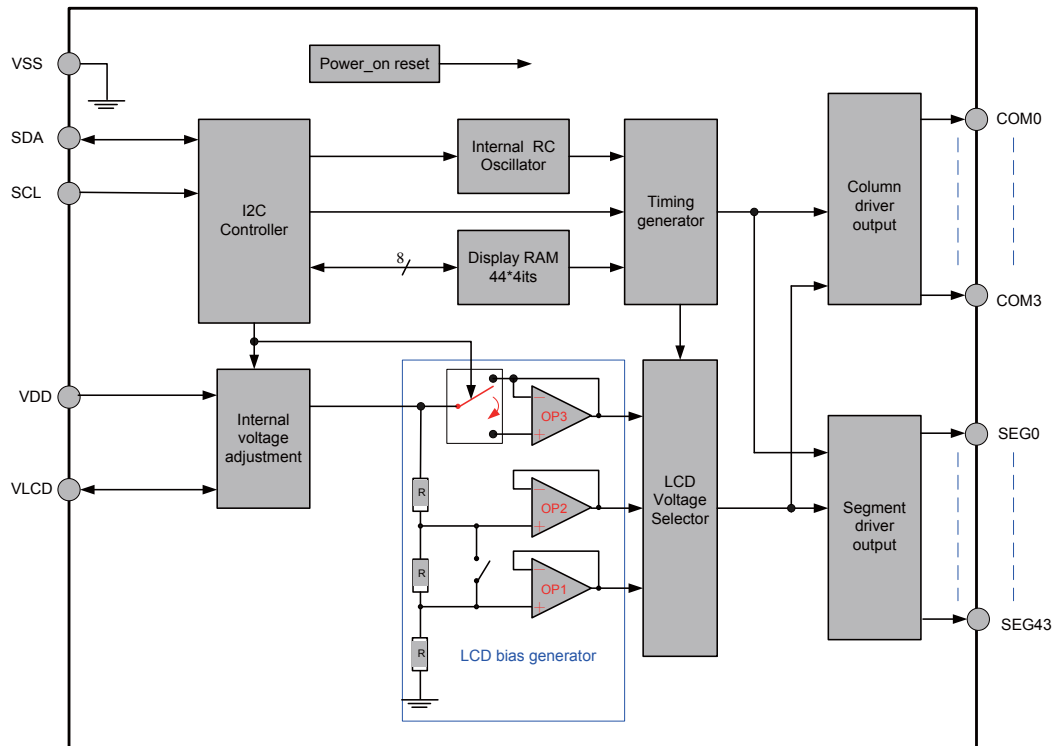 VSS
Power_on reset
SDA
SCL
I2C
Controller
Internal RC
Oscillator
8
Display RAM
44*4its
Timing
generator
Column
driver
output
COM0
COM3
VDD
VLCD
Internal
voltage
adjustment
R
R
R
OP3
OP2
OP1
LCD bias generator
LCD
Voltage
Selector
Segment
driver
output
SEG0
SEG43